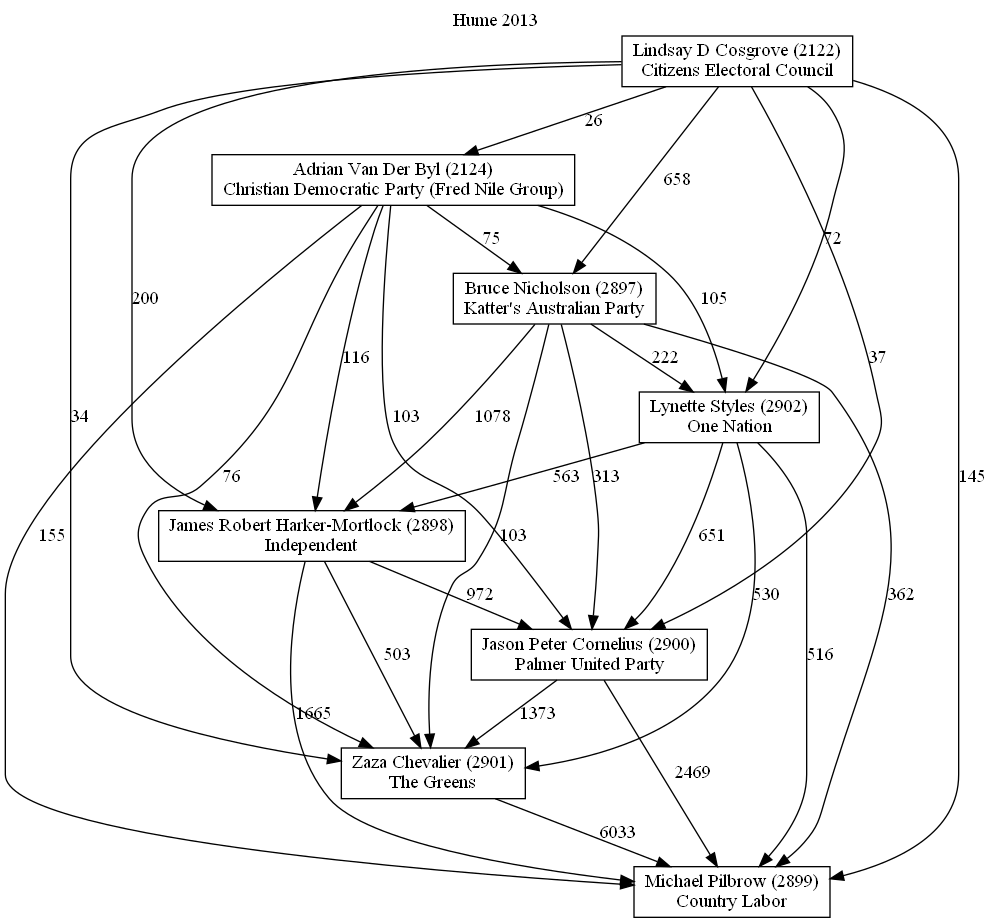 Hume 2013
Lindsay D Cosgrove (2122)
Citizens Electoral Council
26
Adrian Van Der Byl (2124)
Christian Democratic Party (Fred Nile Group)
658
75
72
Bruce Nicholson (2897)
Katter's Australian Party
200
105
116
222
37
34
103
1078
Lynette Styles (2902)
One Nation
76
563
313
145
James Robert Harker-Mortlock (2898)
Independent
155
103
651
972
530
362
Jason Peter Cornelius (2900)
Palmer United Party
503
516
1665
1373
Zaza Chevalier (2901)
The Greens
2469
6033
Michael Pilbrow (2899)
Country Labor